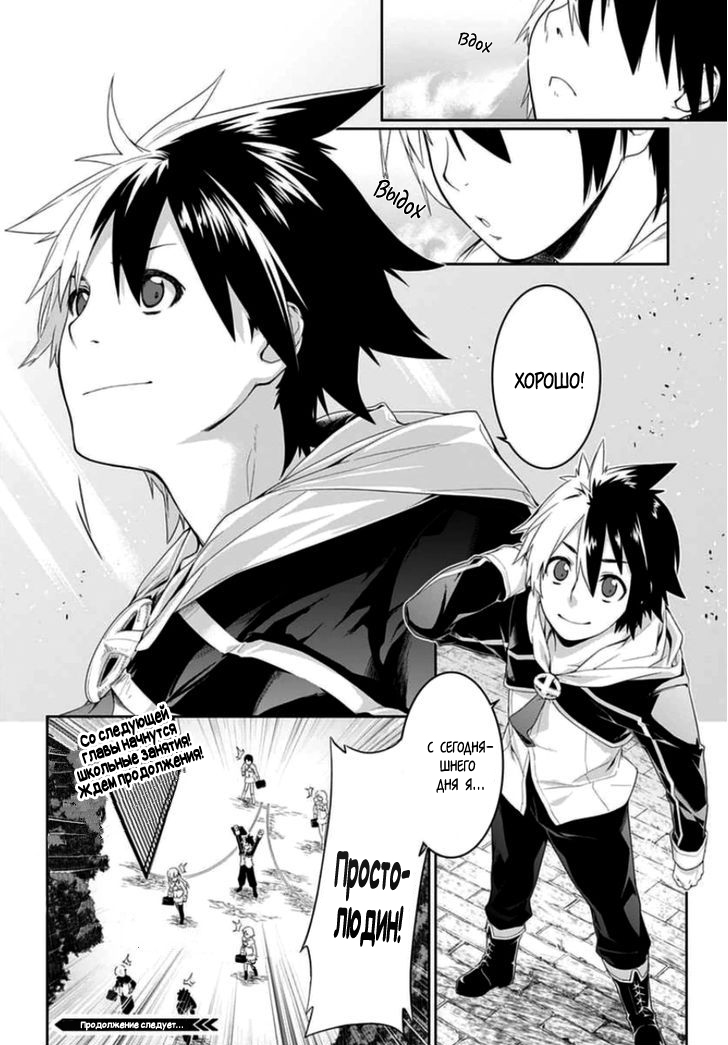 Вдох
Выдох
ХОРОШО!
С СЕГОДНЯ-
ШНЕГО
ДНЯ Я...
Просто-
людин!
Со следующей
главы начнутся
школьные занятия!
Ждем продолжения!
Продолжение следует...